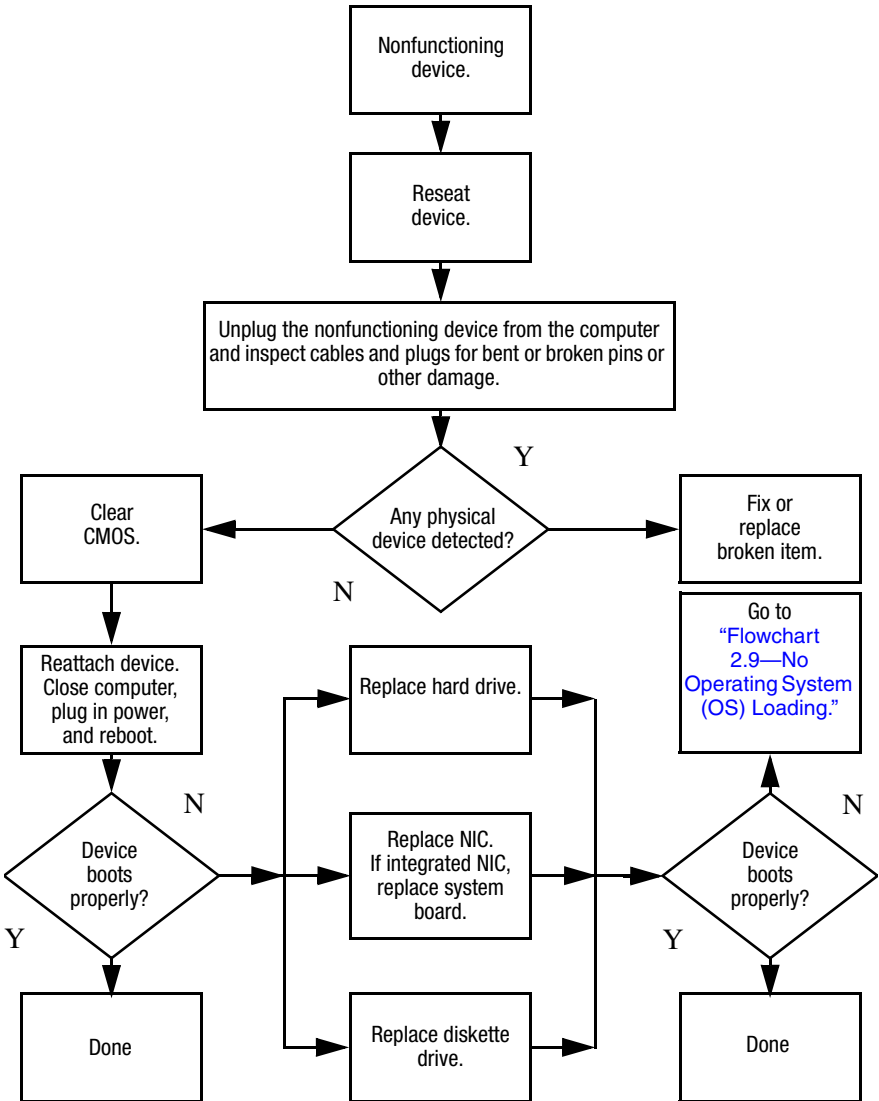 Nonfunctioning
device.
Reseat
device.
Unplug the nonfunctioning device from the computer
and inspect cables and plugs for bent or broken pins or
other damage.
Y
Clear
CMOS.
Any physical
device detected?
Fix or
replace
broken item.
N
Go to
“Flowchart
2.9—No
Operating System
(OS) Loading.”
Reattach device.
Close computer,
plug in power,
and reboot.
Replace hard drive.
N
N
Device
boots
properly?
Replace NIC.
If integrated NIC,
replace system
board.
Device
boots
properly?
Y
Y
Done
Replace diskette
drive.
Done